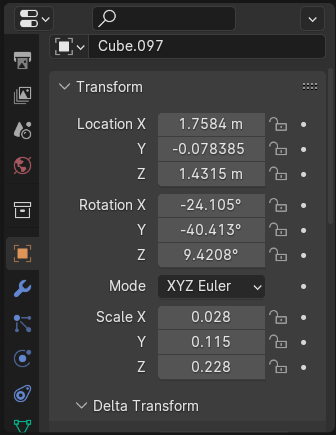 Cube.097
Transform
Location X 1.7584 m
Y -0.078385
Z 1.4315 m
Rotation X -24.105°
Y -40.413°
Z 9.4208°
Mode XYZ Euler
Scale X 0.028
Y 0.115
Z 0.228
Delta Transform